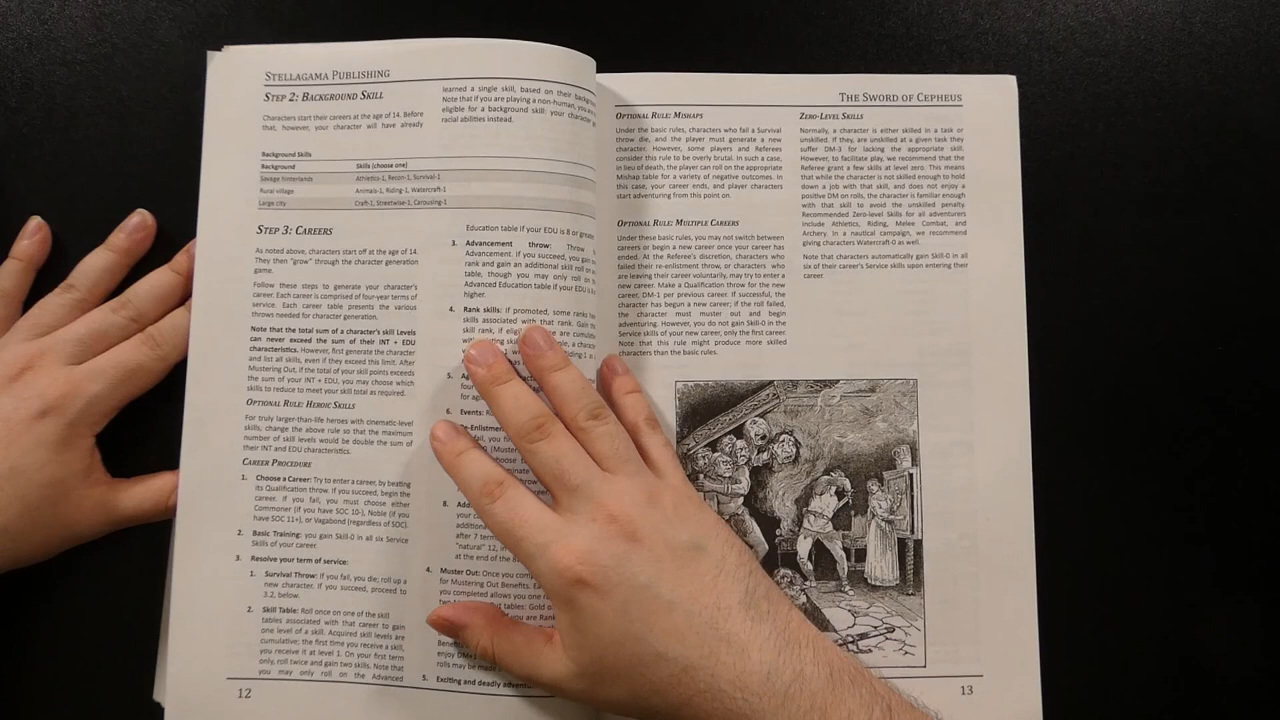 STELLAGAMA PUBLISHING
STEP 2: BACKGROUND SKILL
Characters start their careers at the age of 14. Before
that, however, your character will have already
learned a single skill, based on their
Note that if you are playing a non-human,
eligible for a background skill; your character
racial abilities instead.
Background Skills
Background Skills (choose one)
Savage hinterlands Athletics-1, Recon-1, Survival-1
Rural village Animals-1, Riding-1, Watercraft-1
Large city Craft-1, Streetwise-1, Carousing-1
STEP 3: CAREERS
As noted above, characters start off at the age of 14.
They then "grow" through the character generation
game.
Follow these steps to generate your character's
career. Each career is comprised of four-year terms of
service. Each career table presents the various
throws needed for character generation.
Note that the total sum of a character's skill Levels
can never exceed the sum of their INT + EDU
characteristics. However, first generate the character
and list all skills, even if they exceed this limit. After
Mustering Out, if the total of your skill points exceeds
the sum of your INT + EDU, you may choose which
skills to reduce to meet your skill total as required.
OPTIONAL RULE: HEROIC SKILLS
For truly larger-than-life heroes with cinematic-level
skills, change the above rule so that the maximum
number of skill levels would be double the sum of
their INT and EDU characteristics.
CAREER PROCEDURE
1. Choose a Career: Try to enter a career, by beating
its Qualification throw. If you succeed, begin the
career. If you fail, you must choose either
Commoner (if you have SOC 10-), Noble (if you
have SOC 11+), or Vagabond (regardless of SOC).
2. Basic Training: you gain Skill-0 in all six Service
Skills of your career.
3. Resolve your term of service:
1. Survival Throw: If you fail, you die; roll up a
new character. If you succeed, proceed to
3.2, below.
2. Skill Table: Roll once on one of the skill
tables associated with that career to gain
one level of a skill. Acquired skill levels are
cumulative; the first time you receive a skill,
you receive it at level 1. On your first term
only, roll twice and gain two skills. Note that
you may only roll on the Advanced
Education table if your EDU is 8 or greater.
3. Advancement throw: Throw
Advancement. If you succeed, you gain
rank and gain an additional skill roll on
table, though you may only roll on
Advanced Education table if your EDU is
higher.
4. Rank skills: If promoted, some ranks
skills associated with that rank. Gain
skill rank, if
5.
four
for
6. Events:
Re-Enlistment
8. Add
your
additional
after 7 term
"natural" 12, in
at the end of the
4. Muster Out: Once you
for Mustering Out Benefits.
you completed allows you one
tables: Gold
you are Rank
Benefits
enjoy DM+1
rolls may be made
5. Exciting and deadly
12
THE SWORD OF CEPHEUS
OPTIONAL RULE: MISHAPS
Under the basic rules, characters who fail a Survival
throw die, and the player must generate a new
character. However, some players and Referees
consider this rule to be overly brutal. In such a case,
in lieu of death, the player can roll on the appropriate
Mishap table for a variety of negative outcomes. In
this case, your career ends, and player characters
start adventuring from this point on.
OPTIONAL RULE: MULTIPLE CAREERS
Under these basic rules, you may not switch between
careers or begin a new career once your career has
ended. At the Referee's discretion, characters who
failed their re-enlistment throw, or characters who
are leaving their career voluntarily, may try to enter a
new career. Make a Qualification throw for the new
career, DM-1 per previous career. If successful, the
character has begun a new career; if the roll failed,
the character must muster out and begin
adventuring. However, you do not gain Skill-0 in the
Service skills of your new career, only the first career.
Note that this rule might produce more skilled
characters than the basic rules.
ZERO-LEVEL SKILLS
Normally, a character is either skilled in a task or
unskilled. If they, are unskilled at a given task they
suffer DM-3 for lacking the appropriate skill.
However, to facilitate play, we recommend that the
Referee grant a few skills at level zero. This means
that while the character is not skilled enough to hold
down a job with that skill, and does not enjoy a
positive DM on rolls, the character is familiar enough
with that skill to avoid the unskilled penalty.
Recommended Zero-level Skills for all adventurers
include Athletics, Riding, Melee Combat, and
Archery. In a nautical campaign, we recommend
giving characters Watercraft-0 as well.
Note that characters automatically gain Skill-0 in all
six of their career's Service skills upon entering their
career.
13